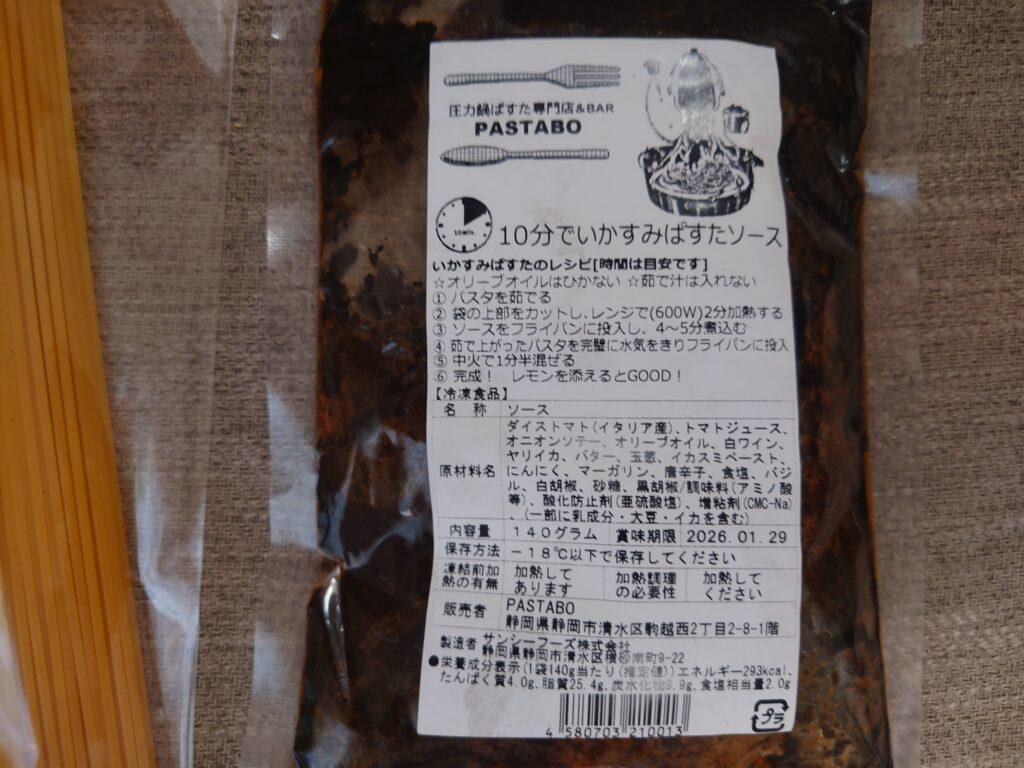 圧力鍋ぱすた専門店&BAR
PASTABO
10min.
10分でいかすみぱすたソース
いかすみぱすたのレシピ[時間は目安です]
☆オリーブオイルはひかない ☆茹で汁は入れない
① パスタを茹でる
② 袋の上部をカットし、レンジで(600W)2分加熱する
③ ソースをフライパンに投入し、4〜5分煮込む
④ 茹で上がったパスタを完璧に水気をきりフライパンに投入
⑤ 中火で1分半混ぜる
⑥ 完成! レモンを添えるとGOOD!
【冷凍食品】
名 称 ソース
原材料名
ダイストマト(イタリア産)、トマトジュース、
オニオンソテー、オリーブオイル、白ワイン、
ヤリイカ、バター、玉葱、イカスミペースト、
にんにく、マーガリン、唐辛子、食塩、バジ
ル、白胡椒、砂糖、黒胡椒/調味料(アミノ酸
等)、酸化防止剤(亜硫酸塩)、増粘剤(CMC-Na)
、(一部に乳成分・大豆・イカを含む)
内容量 140グラム 賞味期限 2026.01.29
保存方法 -18℃以下で保存してください
凍結前加熱の有無 加熱してあります 加熱調理の必要性 加熱してください
販売者 PASTABO
静岡県静岡市清水区駒越西2丁目2-8-1階
製造者 サンシーフーズ株式会社
静岡県静岡市清水区横砂南町9-22
●栄養成分表示(1袋140g当たり(推定値))エネルギー293kcal、
たんぱく質4.0g、脂質25.4g、炭水化物9.9g、食塩相当量2.0g
4 580703 210013
プラ